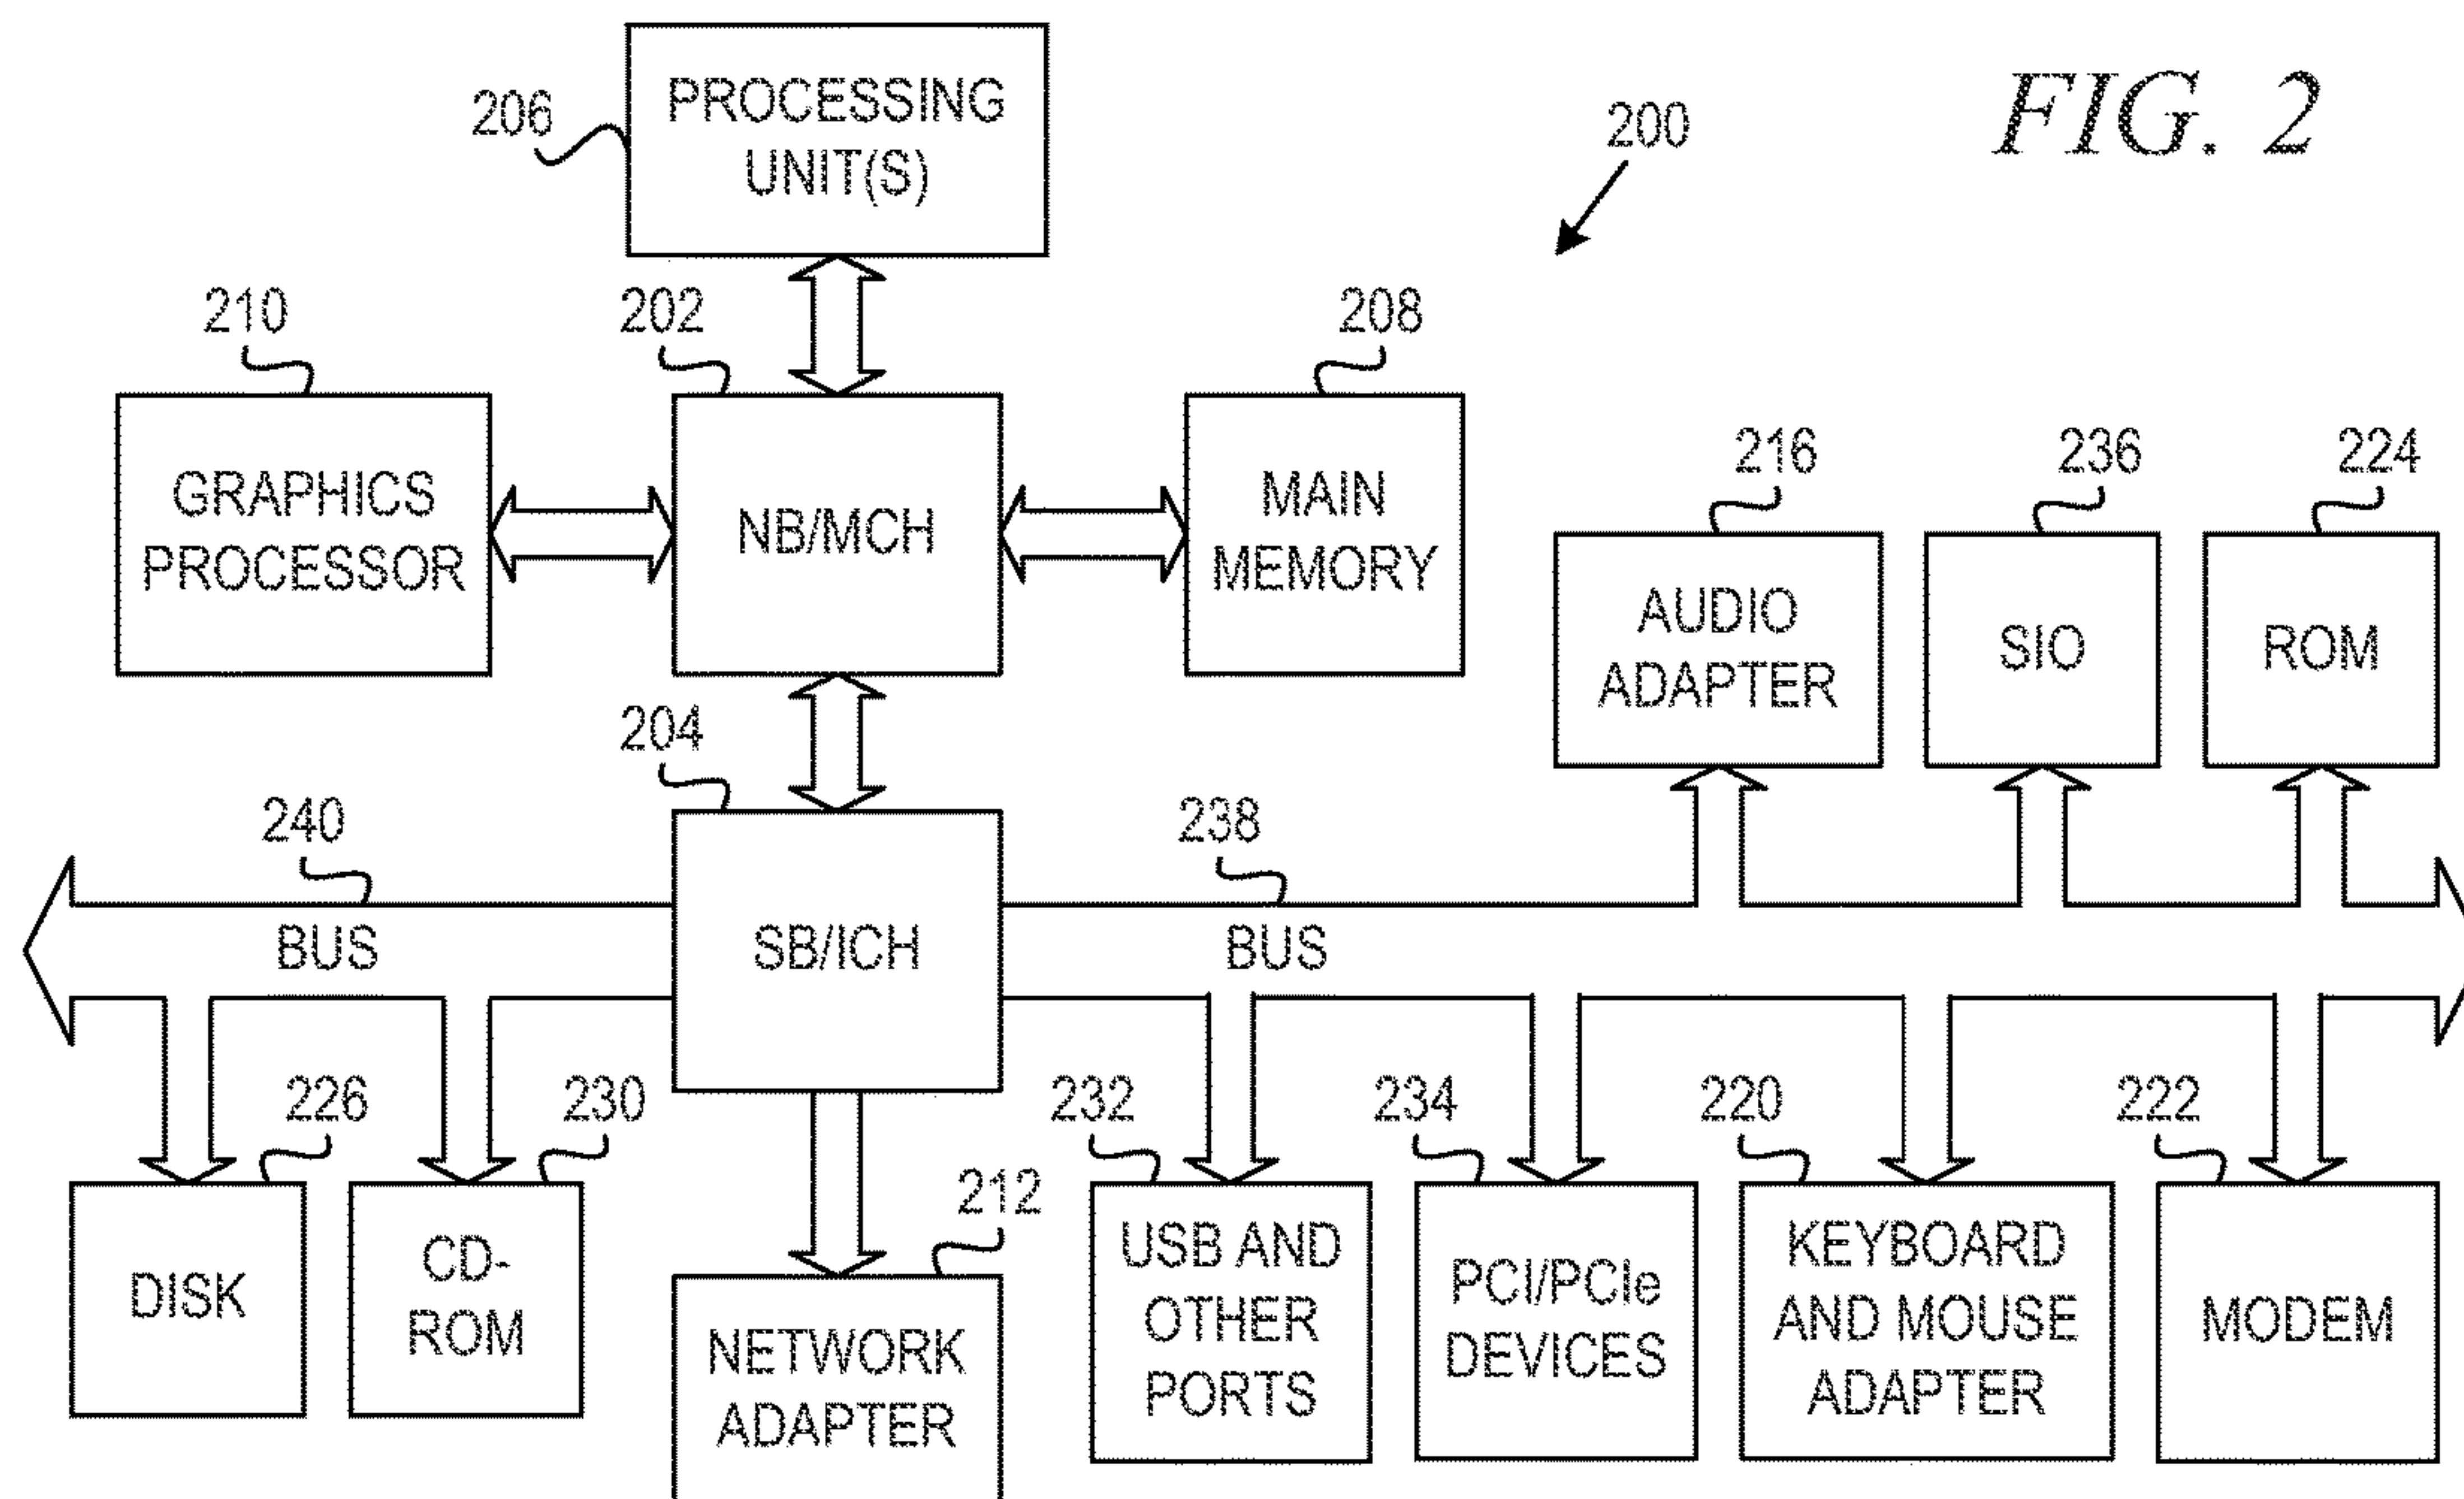 FIG. 2
200
206
PROCESSING
UNIT(S)
210
202
208
GRAPHICS
PROCESSOR
NB/MCH
MAIN
MEMORY
216
236
224
AUDIO
ADAPTER
SIO
ROM
204
240
238
BUS
SB/ICH
BUS
226
230
212
232
234
220
222
DISK
CD-
ROM
NETWORK
ADAPTER
USB AND
OTHER
PORTS
PCI/PCIe
DEVICES
KEYBOARD
AND MOUSE
ADAPTER
MODEM